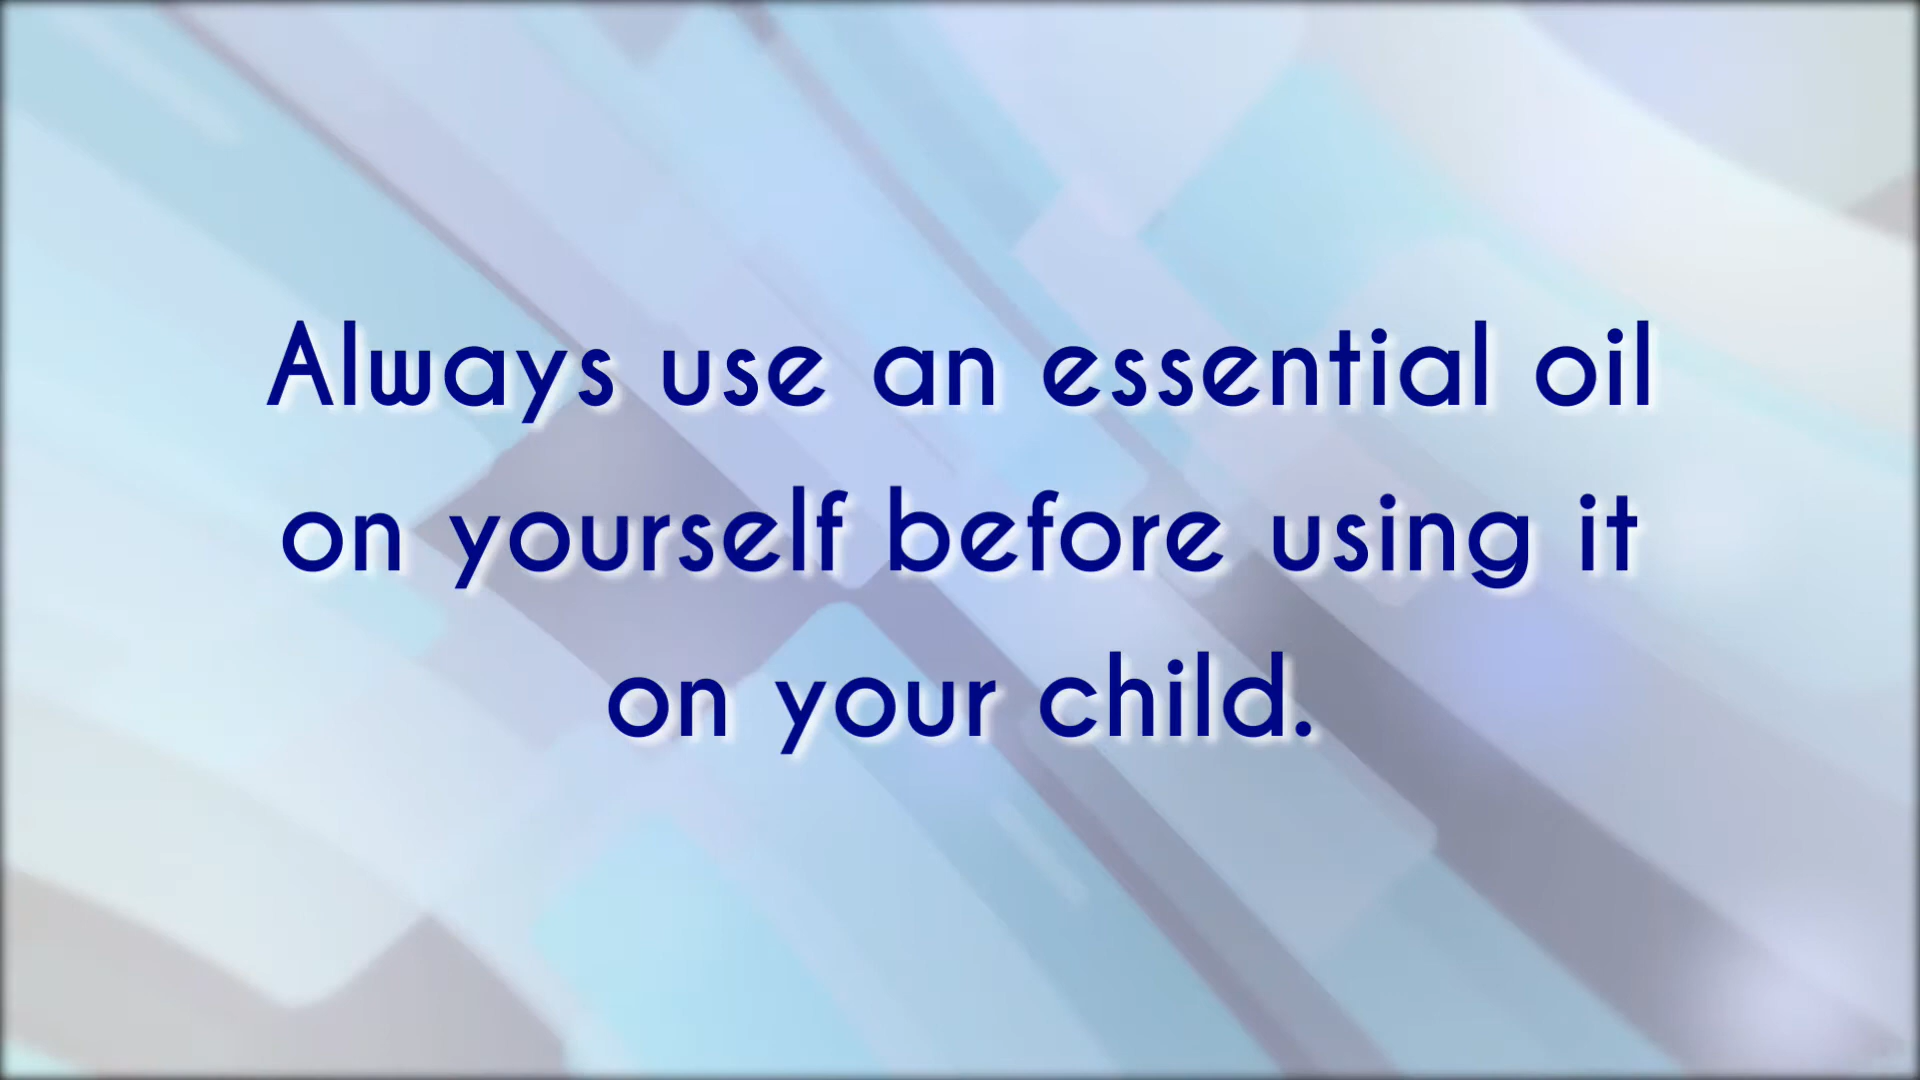 Always use an essential oil
on yourself before using it
on your child.